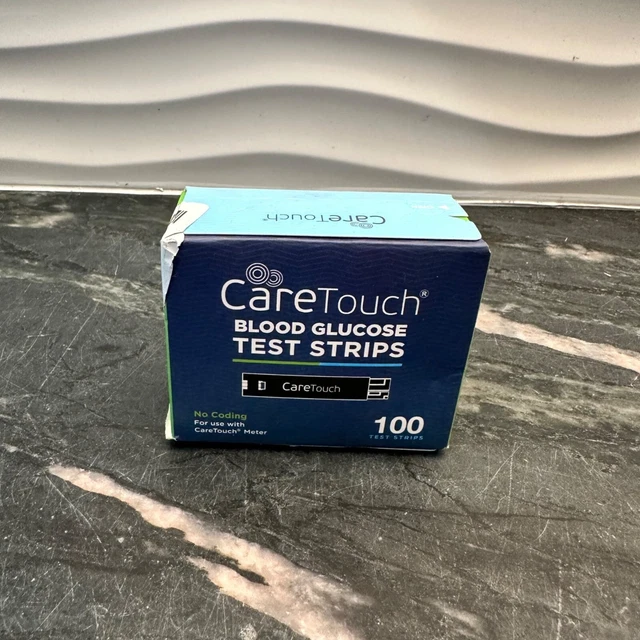 CareTouch®
CareTouch®
BLOOD GLUCOSE
TEST STRIPS
CareTouch
No Coding
For use with
CareTouch® Meter
100
TEST STRIPS